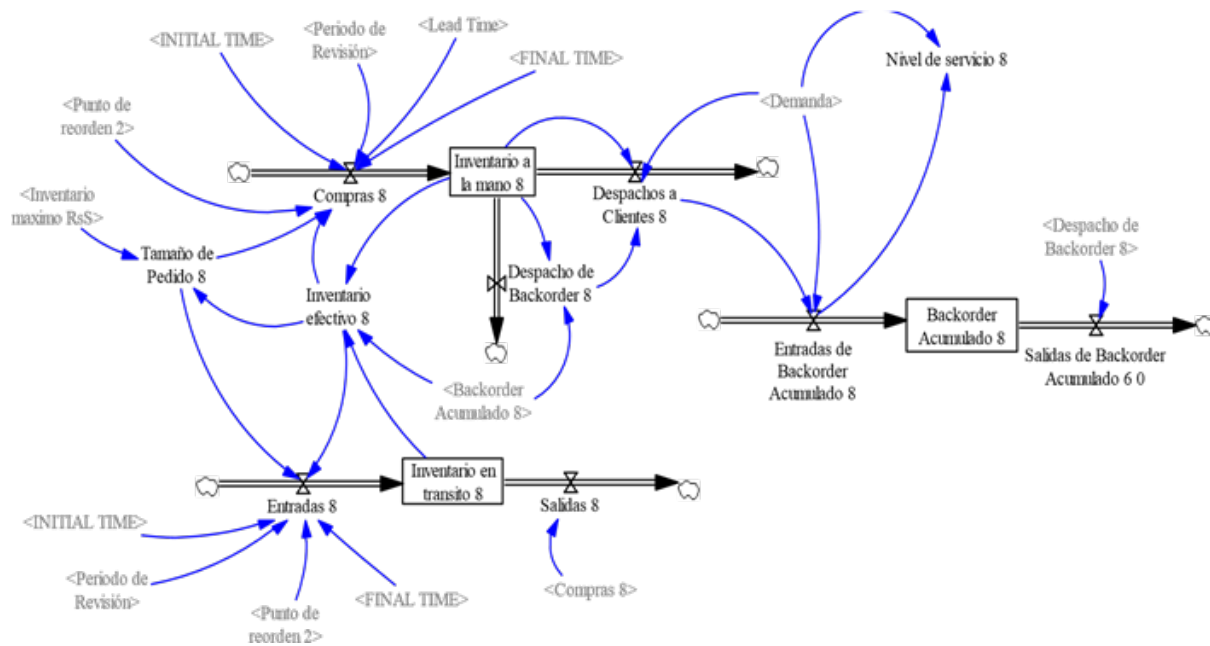 <INITIAL TIME>
<Periodo de
Revisión>
<Lead Time>
<FINAL TIME>
Nivel de servicio 8
<Punto de
reorden 2>
<Demanda>
Compras 8
Inventario a
la mano 8
Despachos a
Clientes 8
<Inventario
maximo RsS>
Tamaño de
Pedido 8
Inventario
efectivo 8
Despacho de
Backorder 8
<Despacho de
Backorder 8>
<Backorder
Acumulado 8>
Entradas de
Backorder
Acumulado 8
Backorder
Acumulado 8
Salidas de Backorder
Acumulado 6 0
Entradas 8
Inventario en
transito 8
Salidas 8
<INITIAL TIME>
<Periodo de
Revisión>
<Punto de
reorden 2>
<FINAL TIME>
<Compras 8>